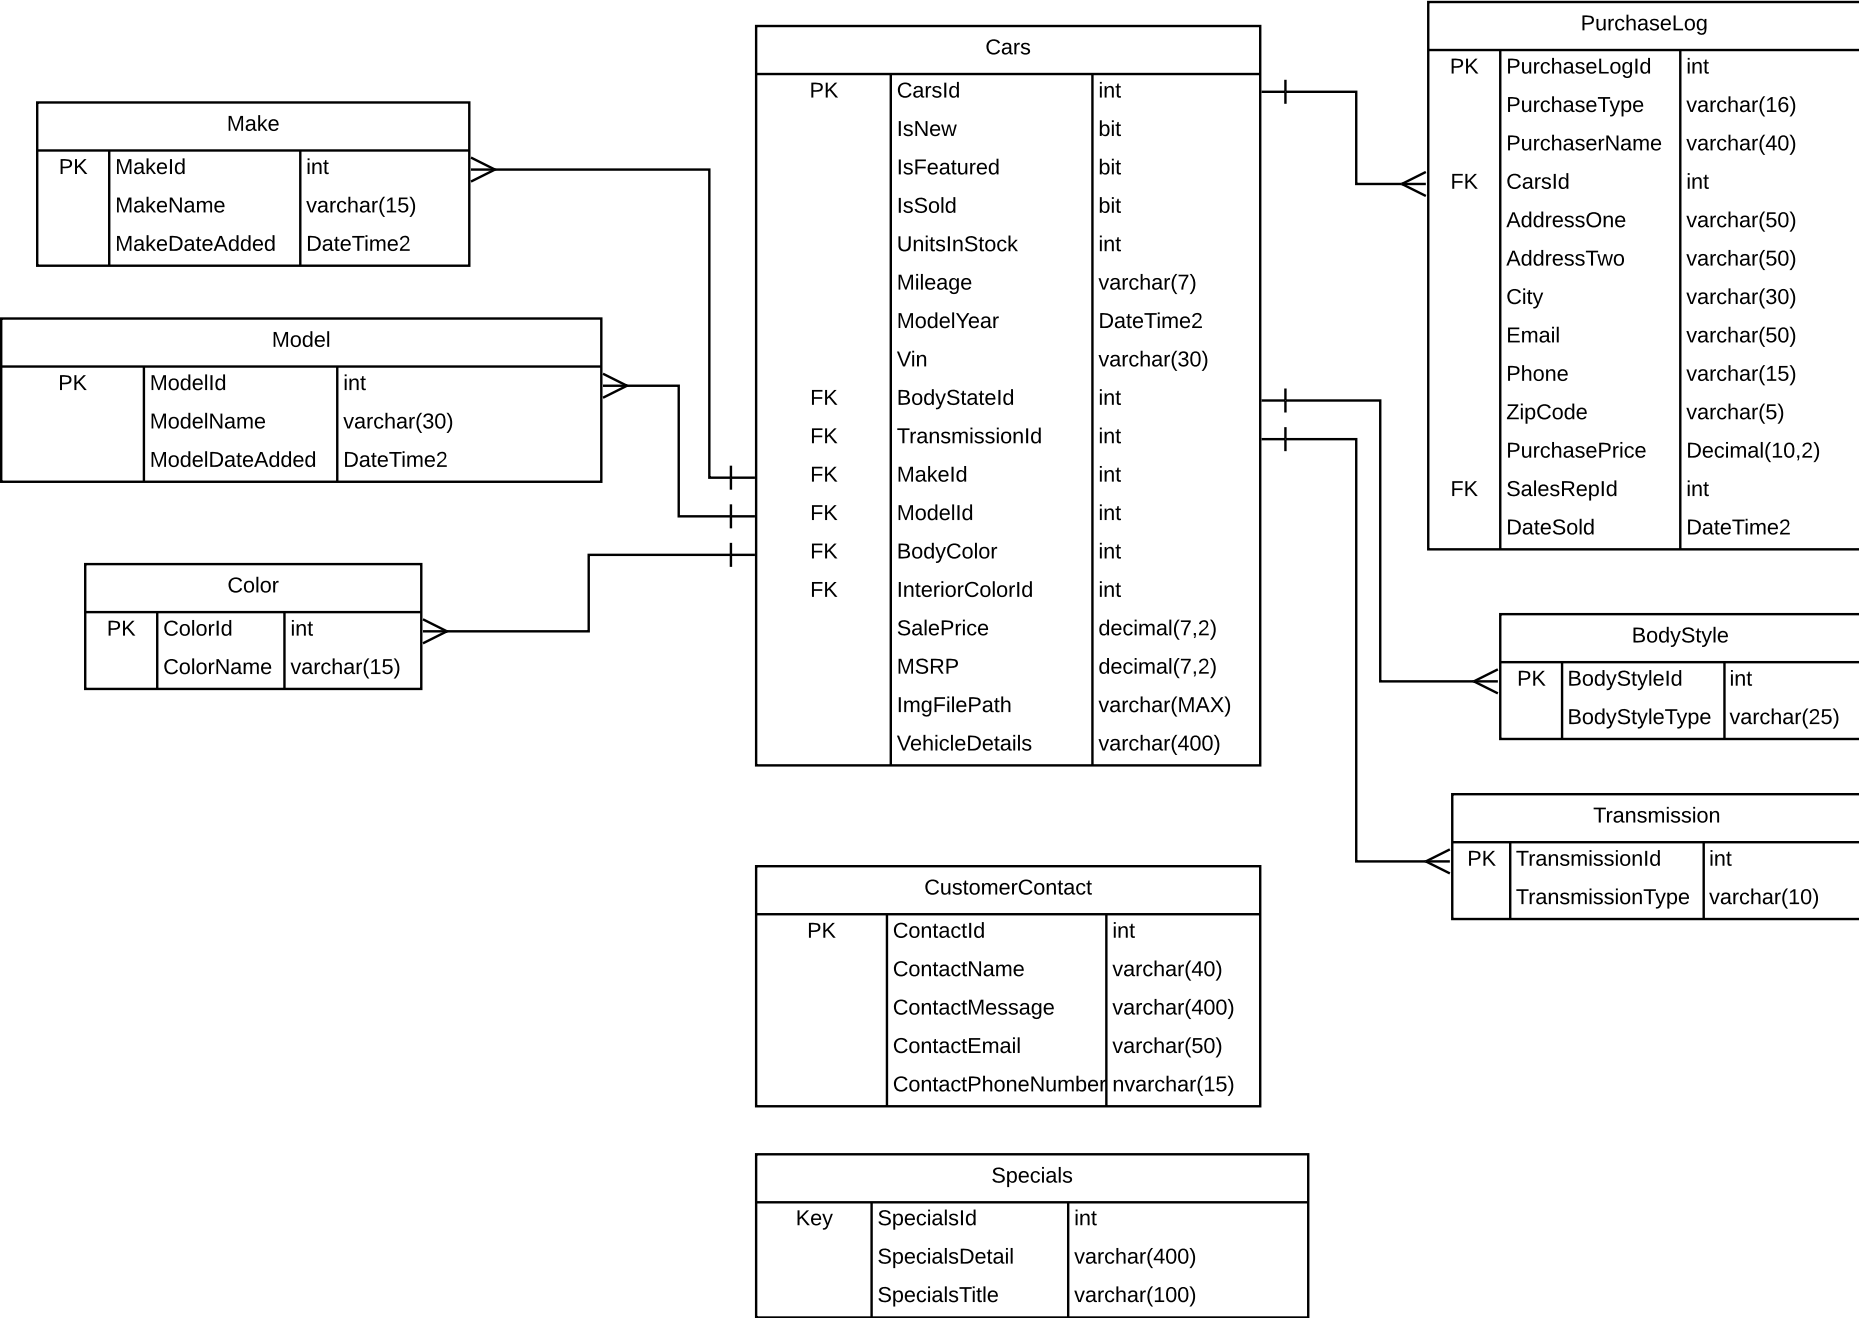 Make
PK MakeId int
MakeName varchar(15)
MakeDateAdded DateTime2
Model
PK ModelId int
ModelName varchar(30)
ModelDateAdded DateTime2
Color
PK ColorId int
ColorName varchar(15)
Cars
PK CarsId int
IsNew bit
IsFeatured bit
IsSold bit
UnitsInStock int
Mileage varchar(7)
ModelYear DateTime2
Vin varchar(30)
FK BodyStateId int
FK TransmissionId int
FK MakeId int
FK ModelId int
FK BodyColor int
FK InteriorColorId int
SalePrice decimal(7,2)
MSRP decimal(7,2)
ImgFilePath varchar(MAX)
VehicleDetails varchar(400)
CustomerContact
PK ContactId int
ContactName varchar(40)
ContactMessage varchar(400)
ContactEmail varchar(50)
ContactPhoneNumber nvarchar(15)
Specials
Key SpecialsId int
SpecialsDetail varchar(400)
SpecialsTitle varchar(100)
PurchaseLog
PK PurchaseLogId int
PurchaseType varchar(16)
PurchaserName varchar(40)
FK CarsId int
AddressOne varchar(50)
AddressTwo varchar(50)
City varchar(30)
Email varchar(50)
Phone varchar(15)
ZipCode varchar(5)
PurchasePrice Decimal(10,2)
FK SalesRepId int
DateSold DateTime2
BodyStyle
PK BodyStyleId int
BodyStyleType varchar(25)
Transmission
PK TransmissionId int
TransmissionType varchar(10)